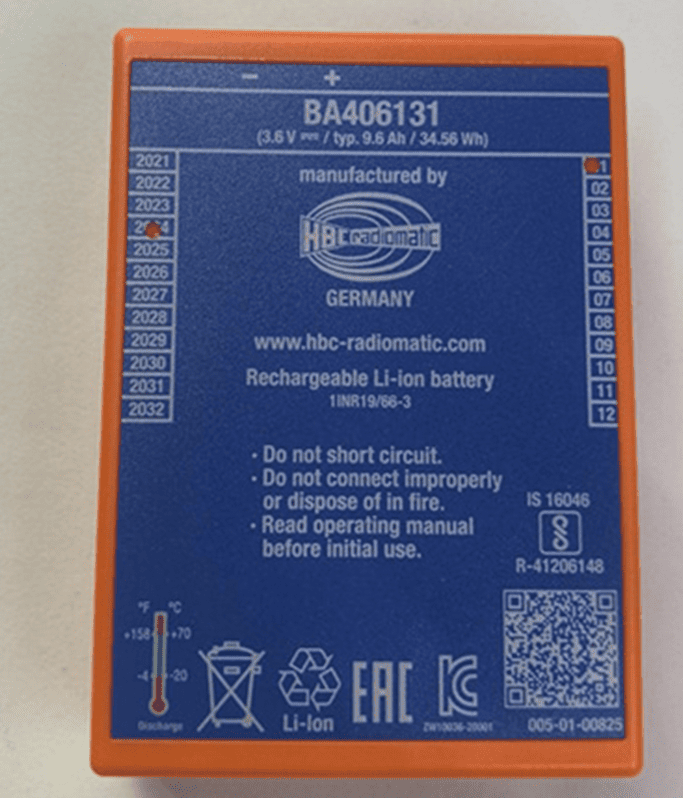 − +
BA406131
(3.6 V ⎓ / typ. 9.6 Ah / 34.56 Wh)
2021
2022
2023
2025
2026
2027
2028
2029
2030
2031
2032
manufactured by
HBC radiomatic
GERMANY
www.hbc-radiomatic.com
Rechargeable Li-ion battery
1INR19/66-3
02
03
04
05
06
07
08
09
10
11
12
· Do not short circuit.
· Do not connect improperly
or dispose of in fire.
· Read operating manual
before initial use.
IS 16046
R-41206148
°F °C
+158 +70
-4 -20
Discharge
Li-Ion
EAC
KC
ZW10036-20001
005-01-00825